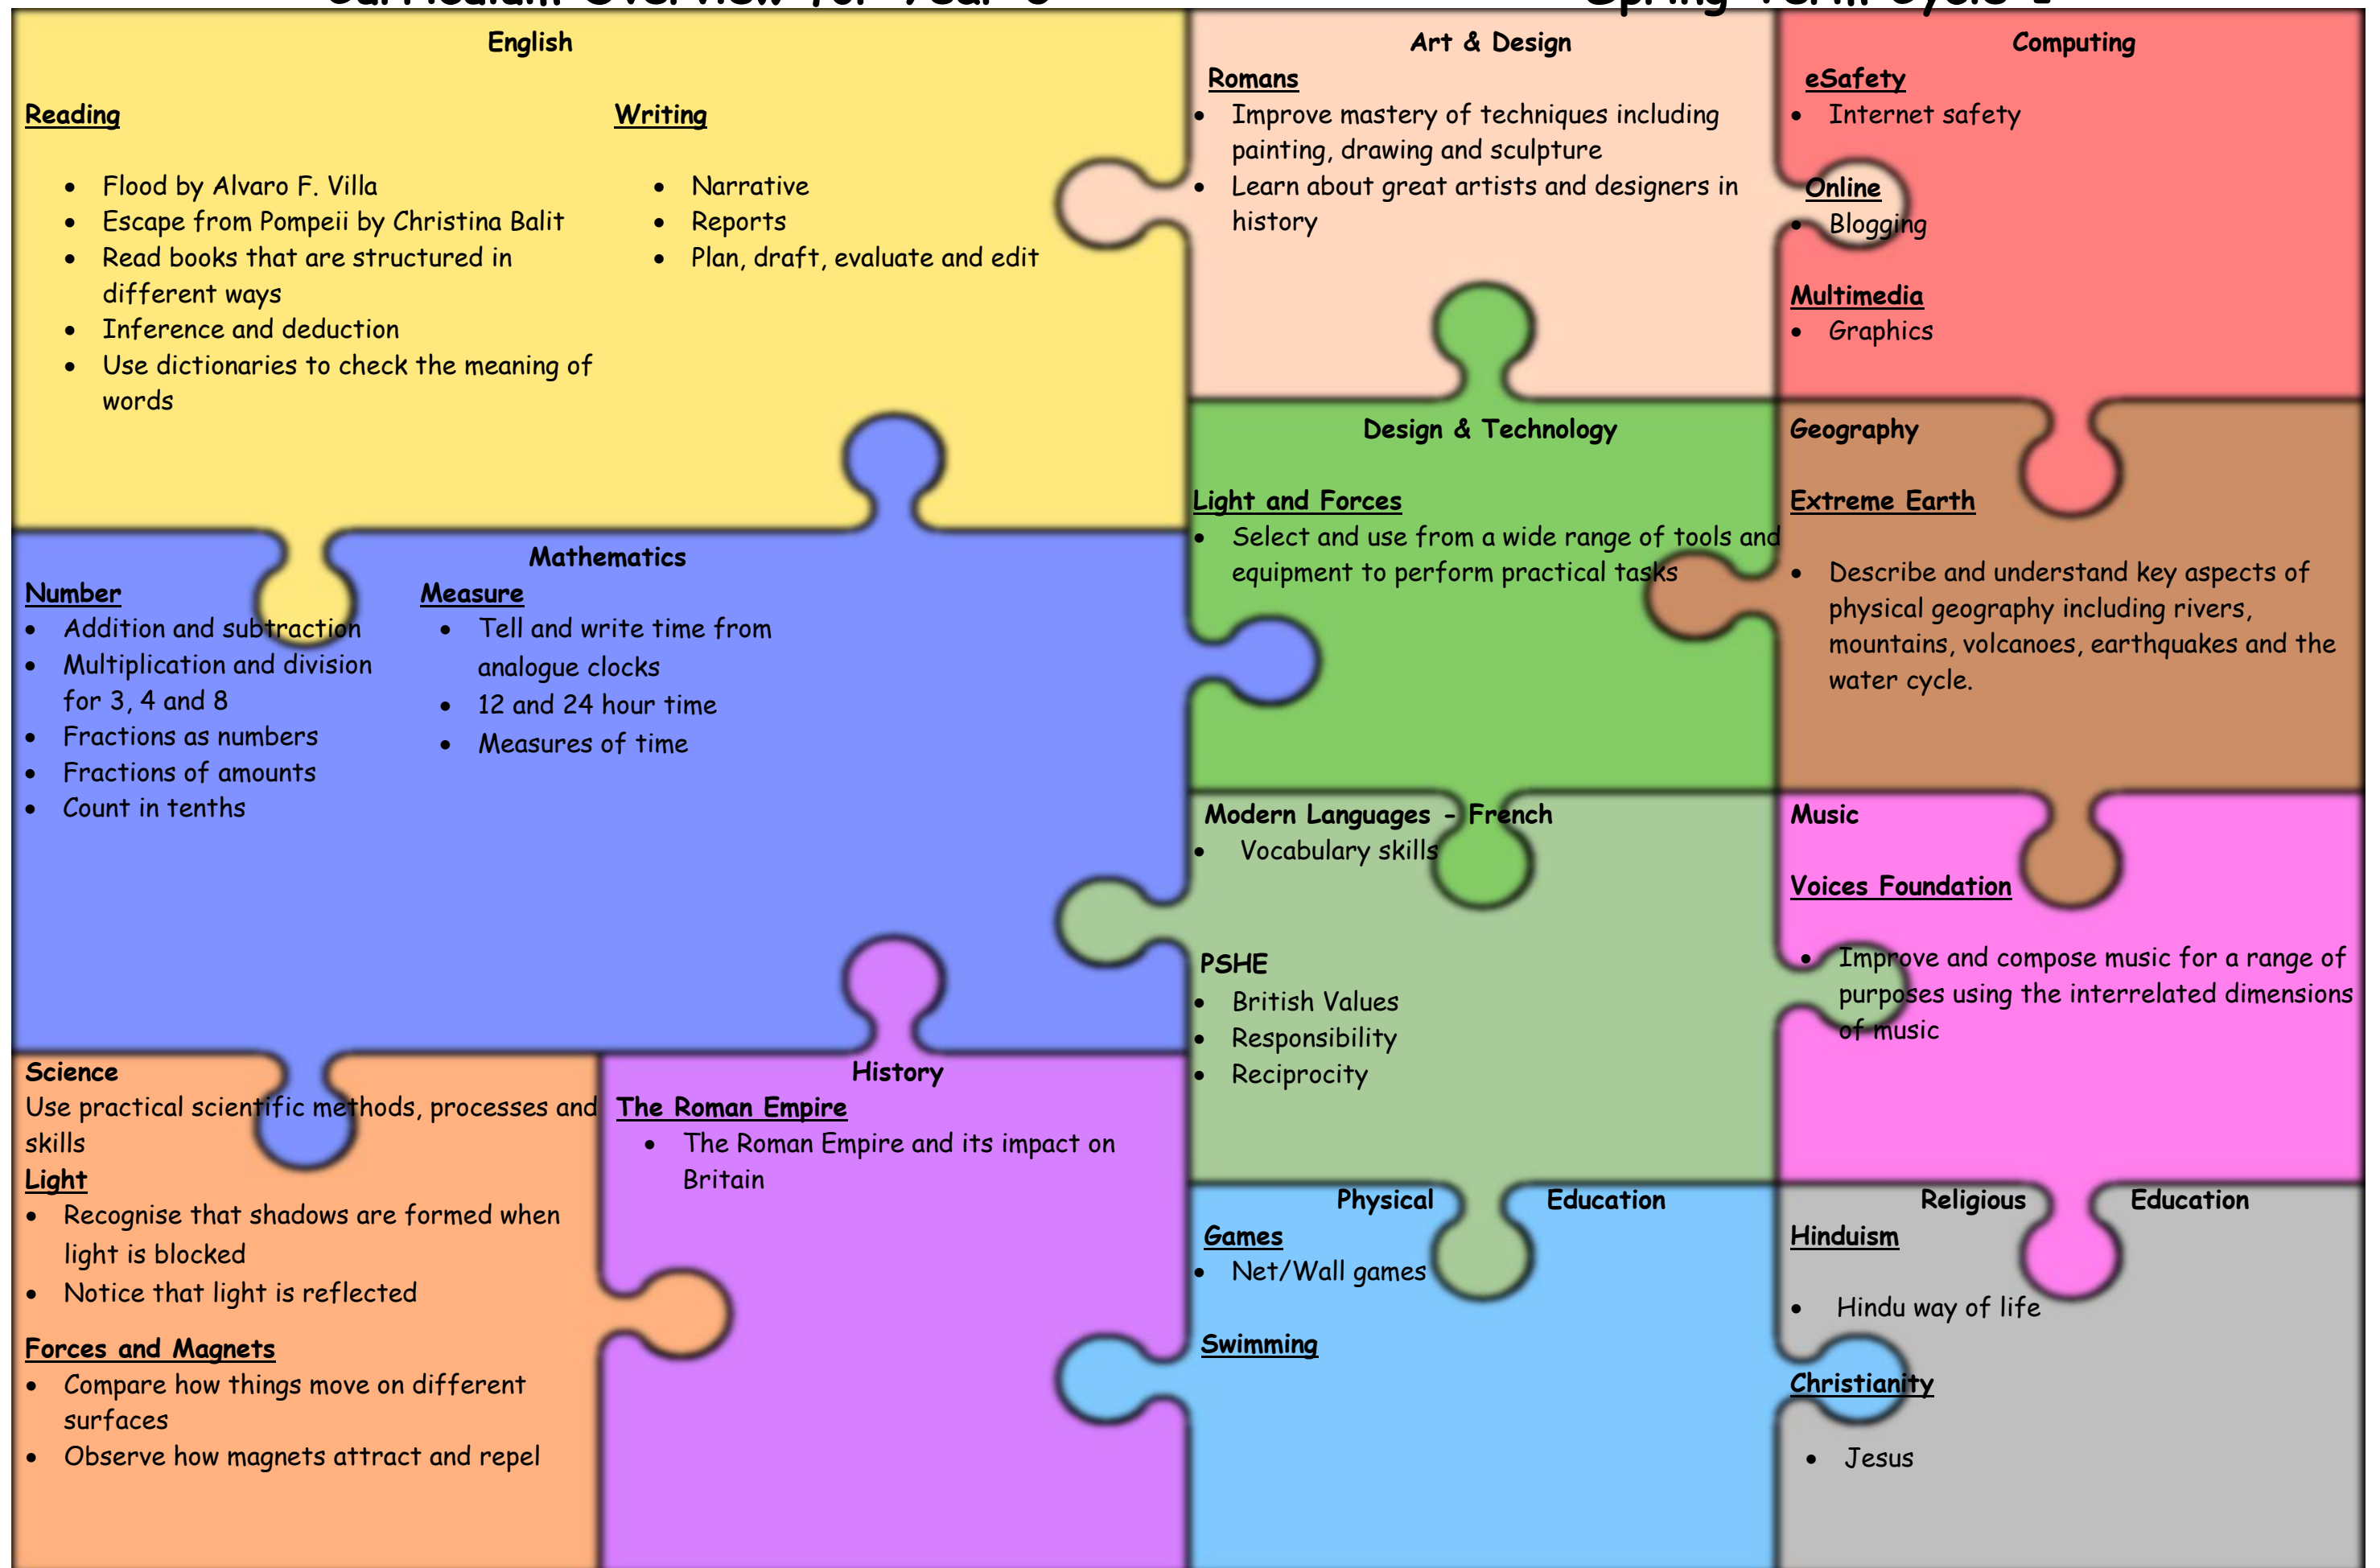 Curriculum Overview for Year
Spring Term Cycle
English
Reading
• Flood by Alvaro F. Villa
• Escape from Pompeii by Christina Balit
• Read books that are structured in
different ways
• Inference and deduction
• Use dictionaries to check the meaning of
words
Writing
• Narrative
• Reports
• Plan, draft, evaluate and edit
Art & Design
Romans
• Improve mastery of techniques including
painting, drawing and sculpture
• Learn about great artists and designers in
history
Computing
eSafety
• Internet safety
Online
• Blogging
Multimedia
• Graphics
Mathematics
Number
• Addition and subtraction
• Multiplication and division
for 3, 4 and 8
• Fractions as numbers
• Fractions of amounts
• Count in tenths
Measure
• Tell and write time from
analogue clocks
• 12 and 24 hour time
• Measures of time
Design & Technology
Light and Forces
• Select and use from a wide range of tools and
equipment to perform practical tasks
Geography
Extreme Earth
• Describe and understand key aspects of
physical geography including rivers,
mountains, volcanoes, earthquakes and the
water cycle.
Modern Languages - French
• Vocabulary skills
PSHE
• British Values
• Responsibility
• Reciprocity
Music
Voices Foundation
• Improve and compose music for a range of
purposes using the interrelated dimensions
of music
Science
Use practical scientific methods, processes and
skills
Light
• Recognise that shadows are formed when
light is blocked
• Notice that light is reflected
Forces and Magnets
• Compare how things move on different
surfaces
• Observe how magnets attract and repel
History
The Roman Empire
• The Roman Empire and its impact on
Britain
Physical Education
Games
• Net/Wall games
Swimming
Religious Education
Hinduism
• Hindu way of life
Christianity
• Jesus